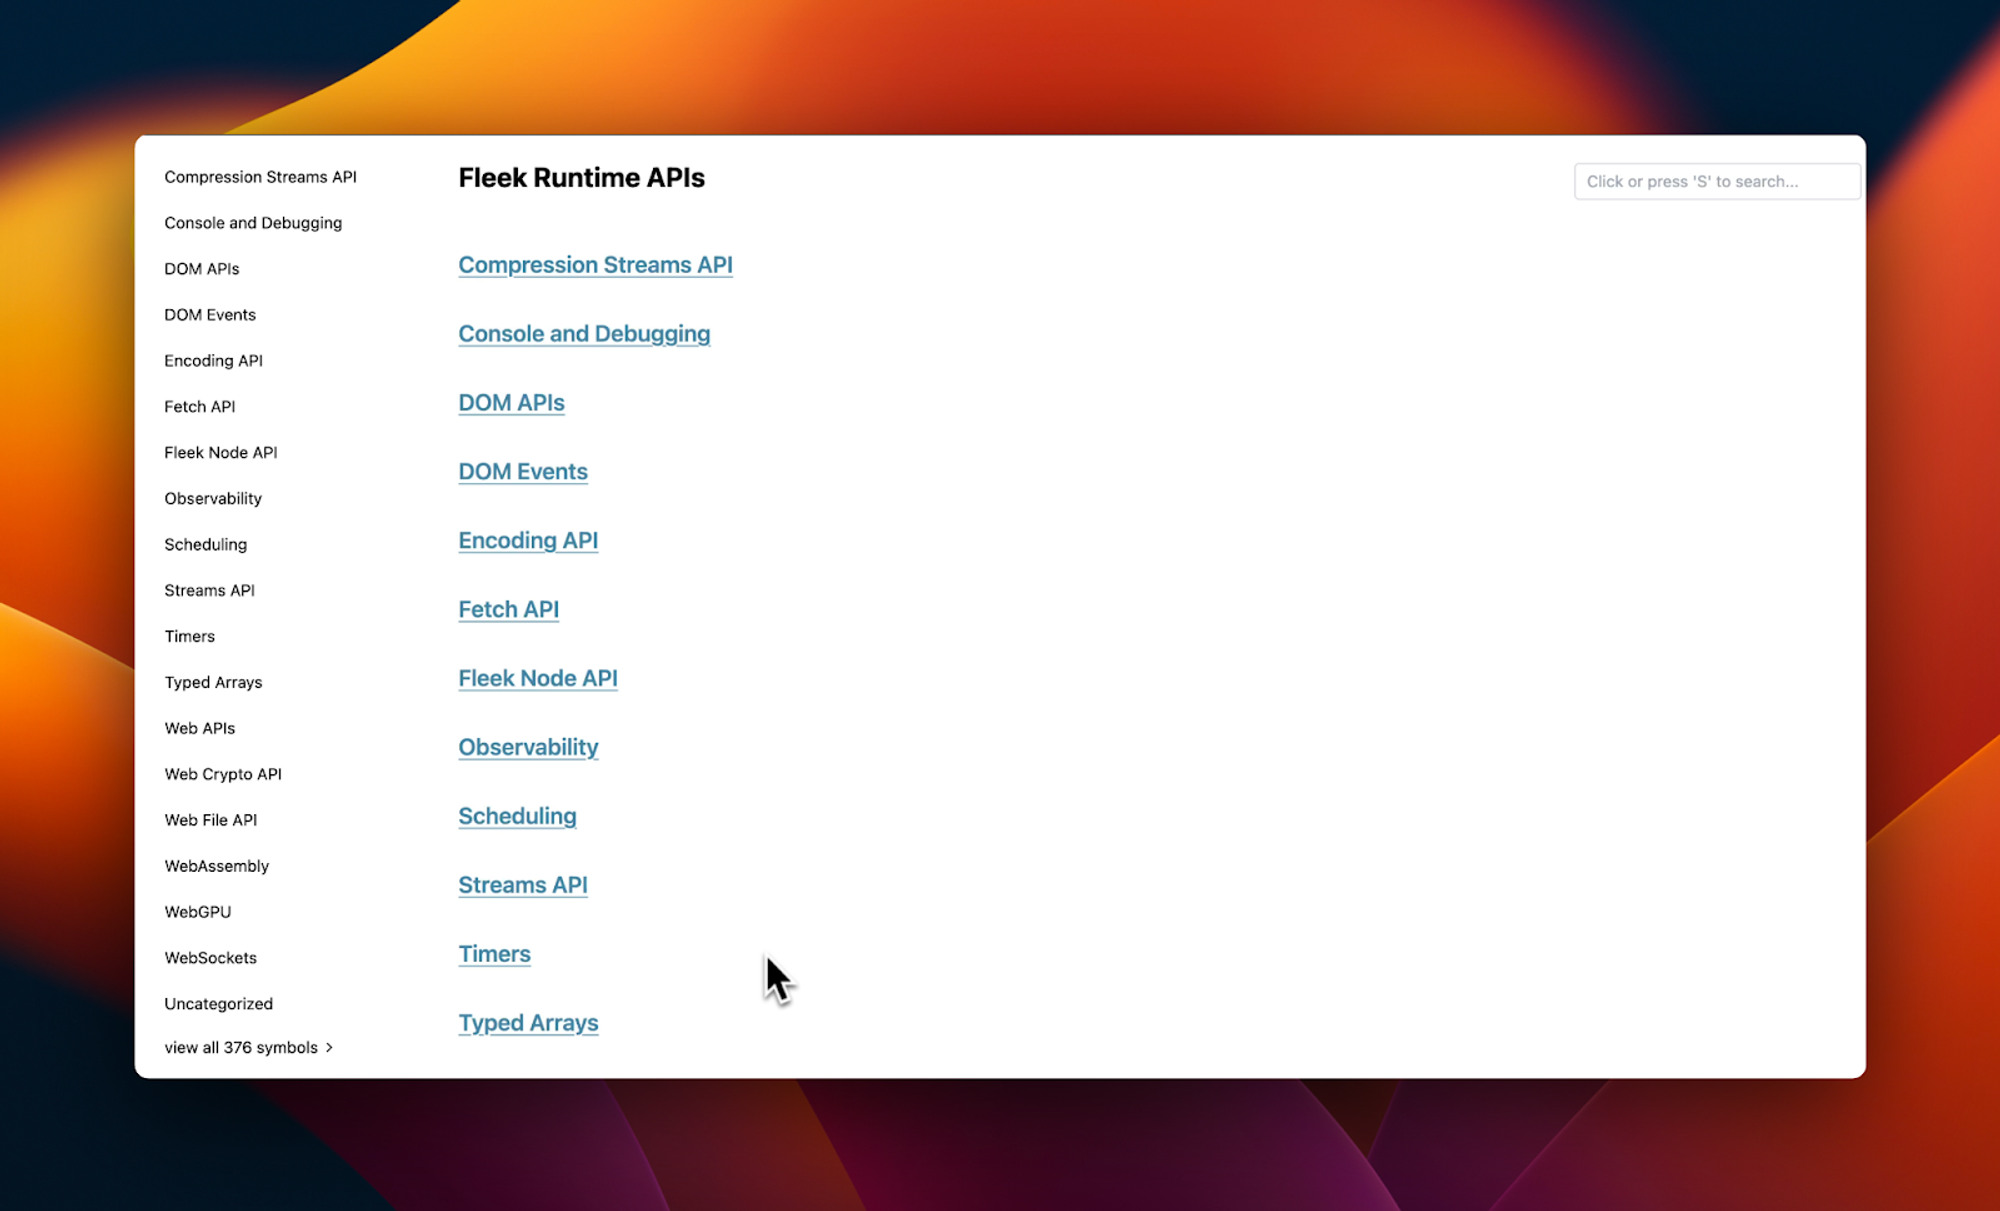 Compression Streams API
Console and Debugging
DOM APIs
DOM Events
Encoding API
Fetch API
Fleek Node API
Observability
Scheduling
Streams API
Timers
Typed Arrays
Web APIs
Web Crypto API
Web File API
WebAssembly
WebGPU
WebSockets
Uncategorized
view all 376 symbols >
Fleek Runtime APIs
Click or press 'S' to search...
Compression Streams API
Console and Debugging
DOM APIs
DOM Events
Encoding API
Fetch API
Fleek Node API
Observability
Scheduling
Streams API
Timers
Typed Arrays